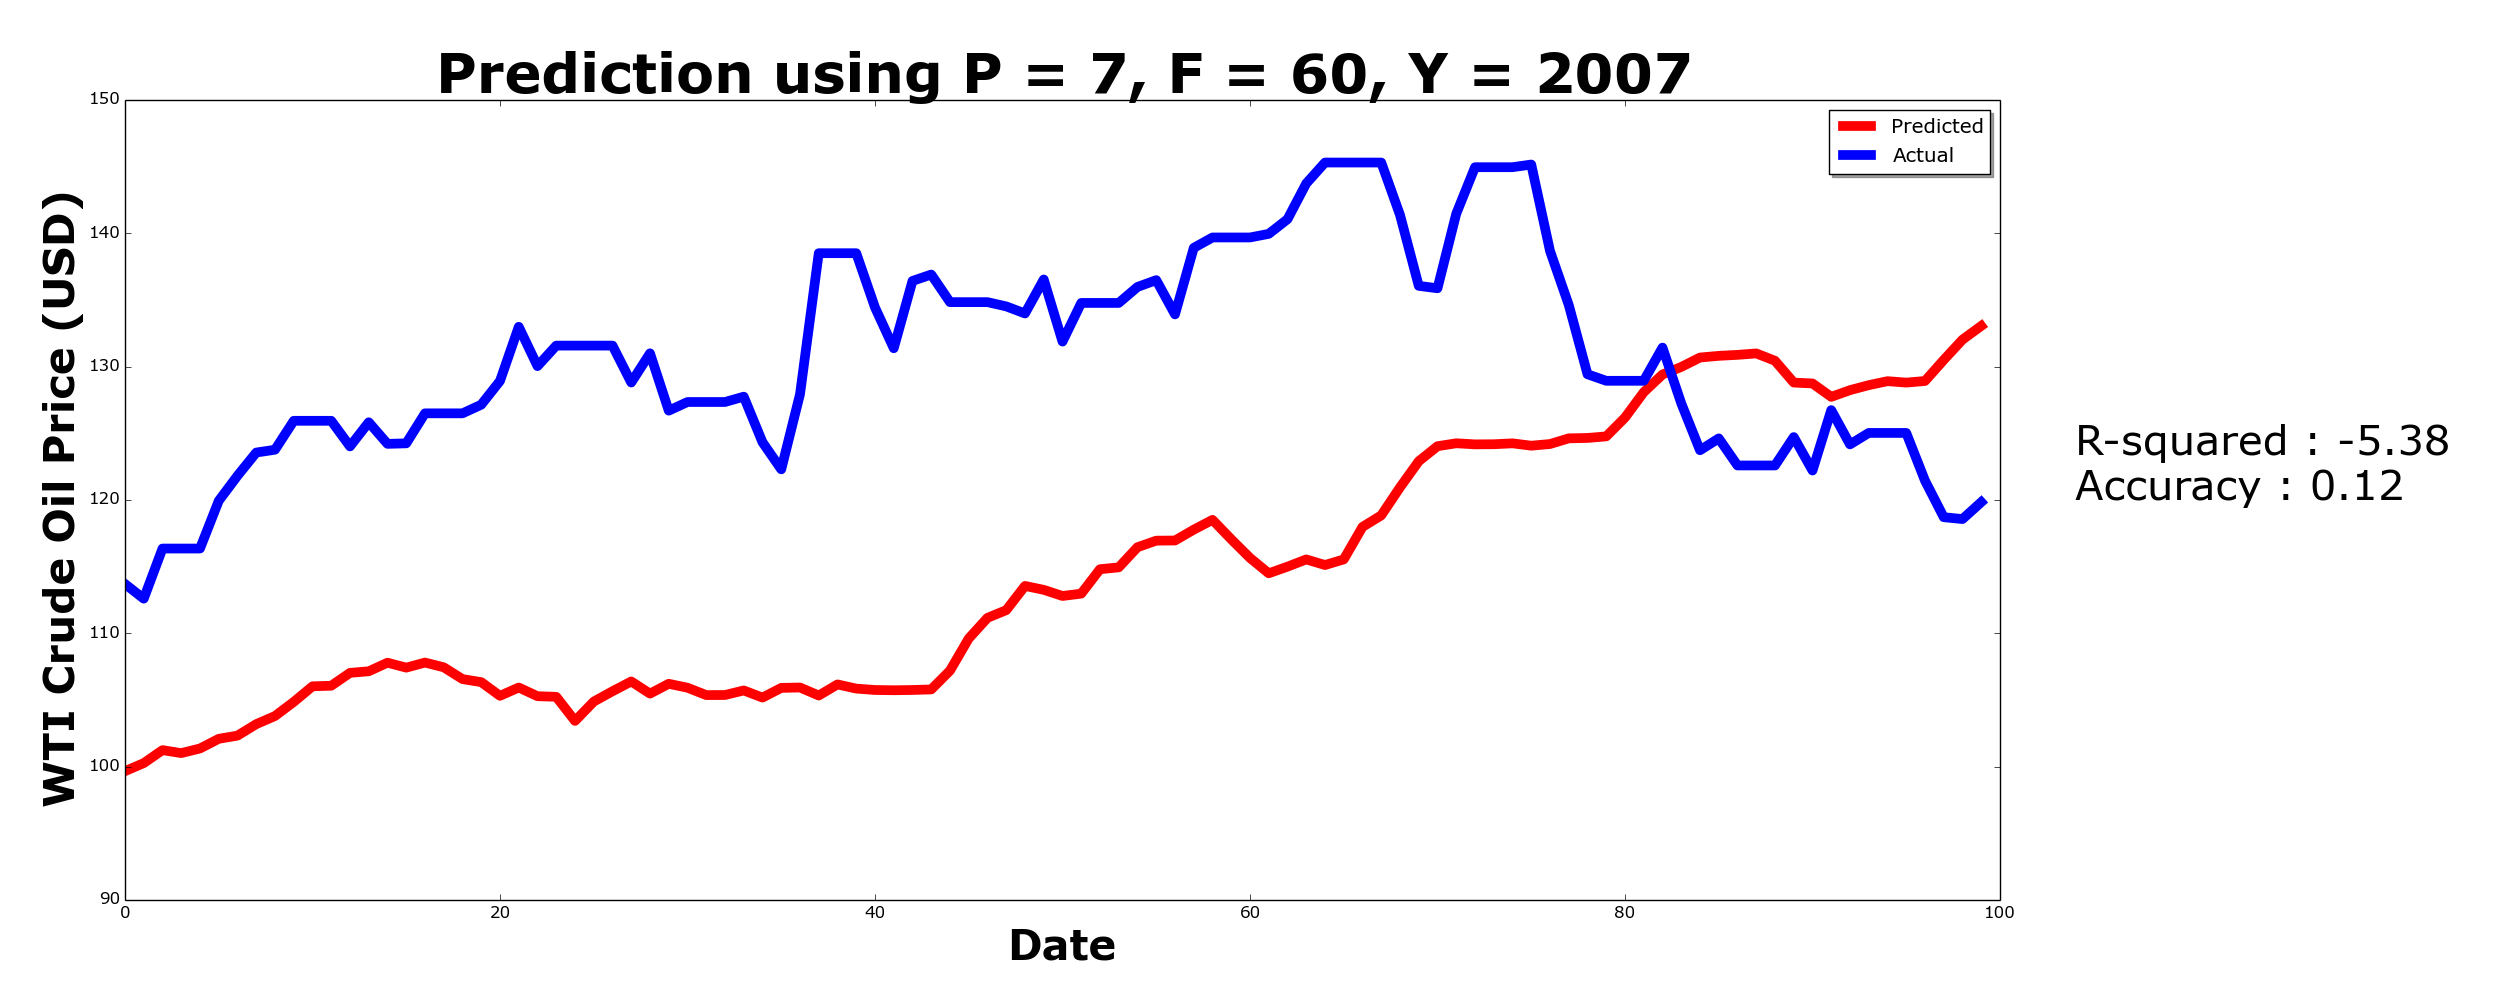 Prediction using P = 7, F = 60, Y = 2007
150
140
130
120
110
100
90
WTI Crude Oil Price (USD)
Predicted
Actual
R-squared : -5.38
Accuracy : 0.12
0 20 40 60 80 100
Date